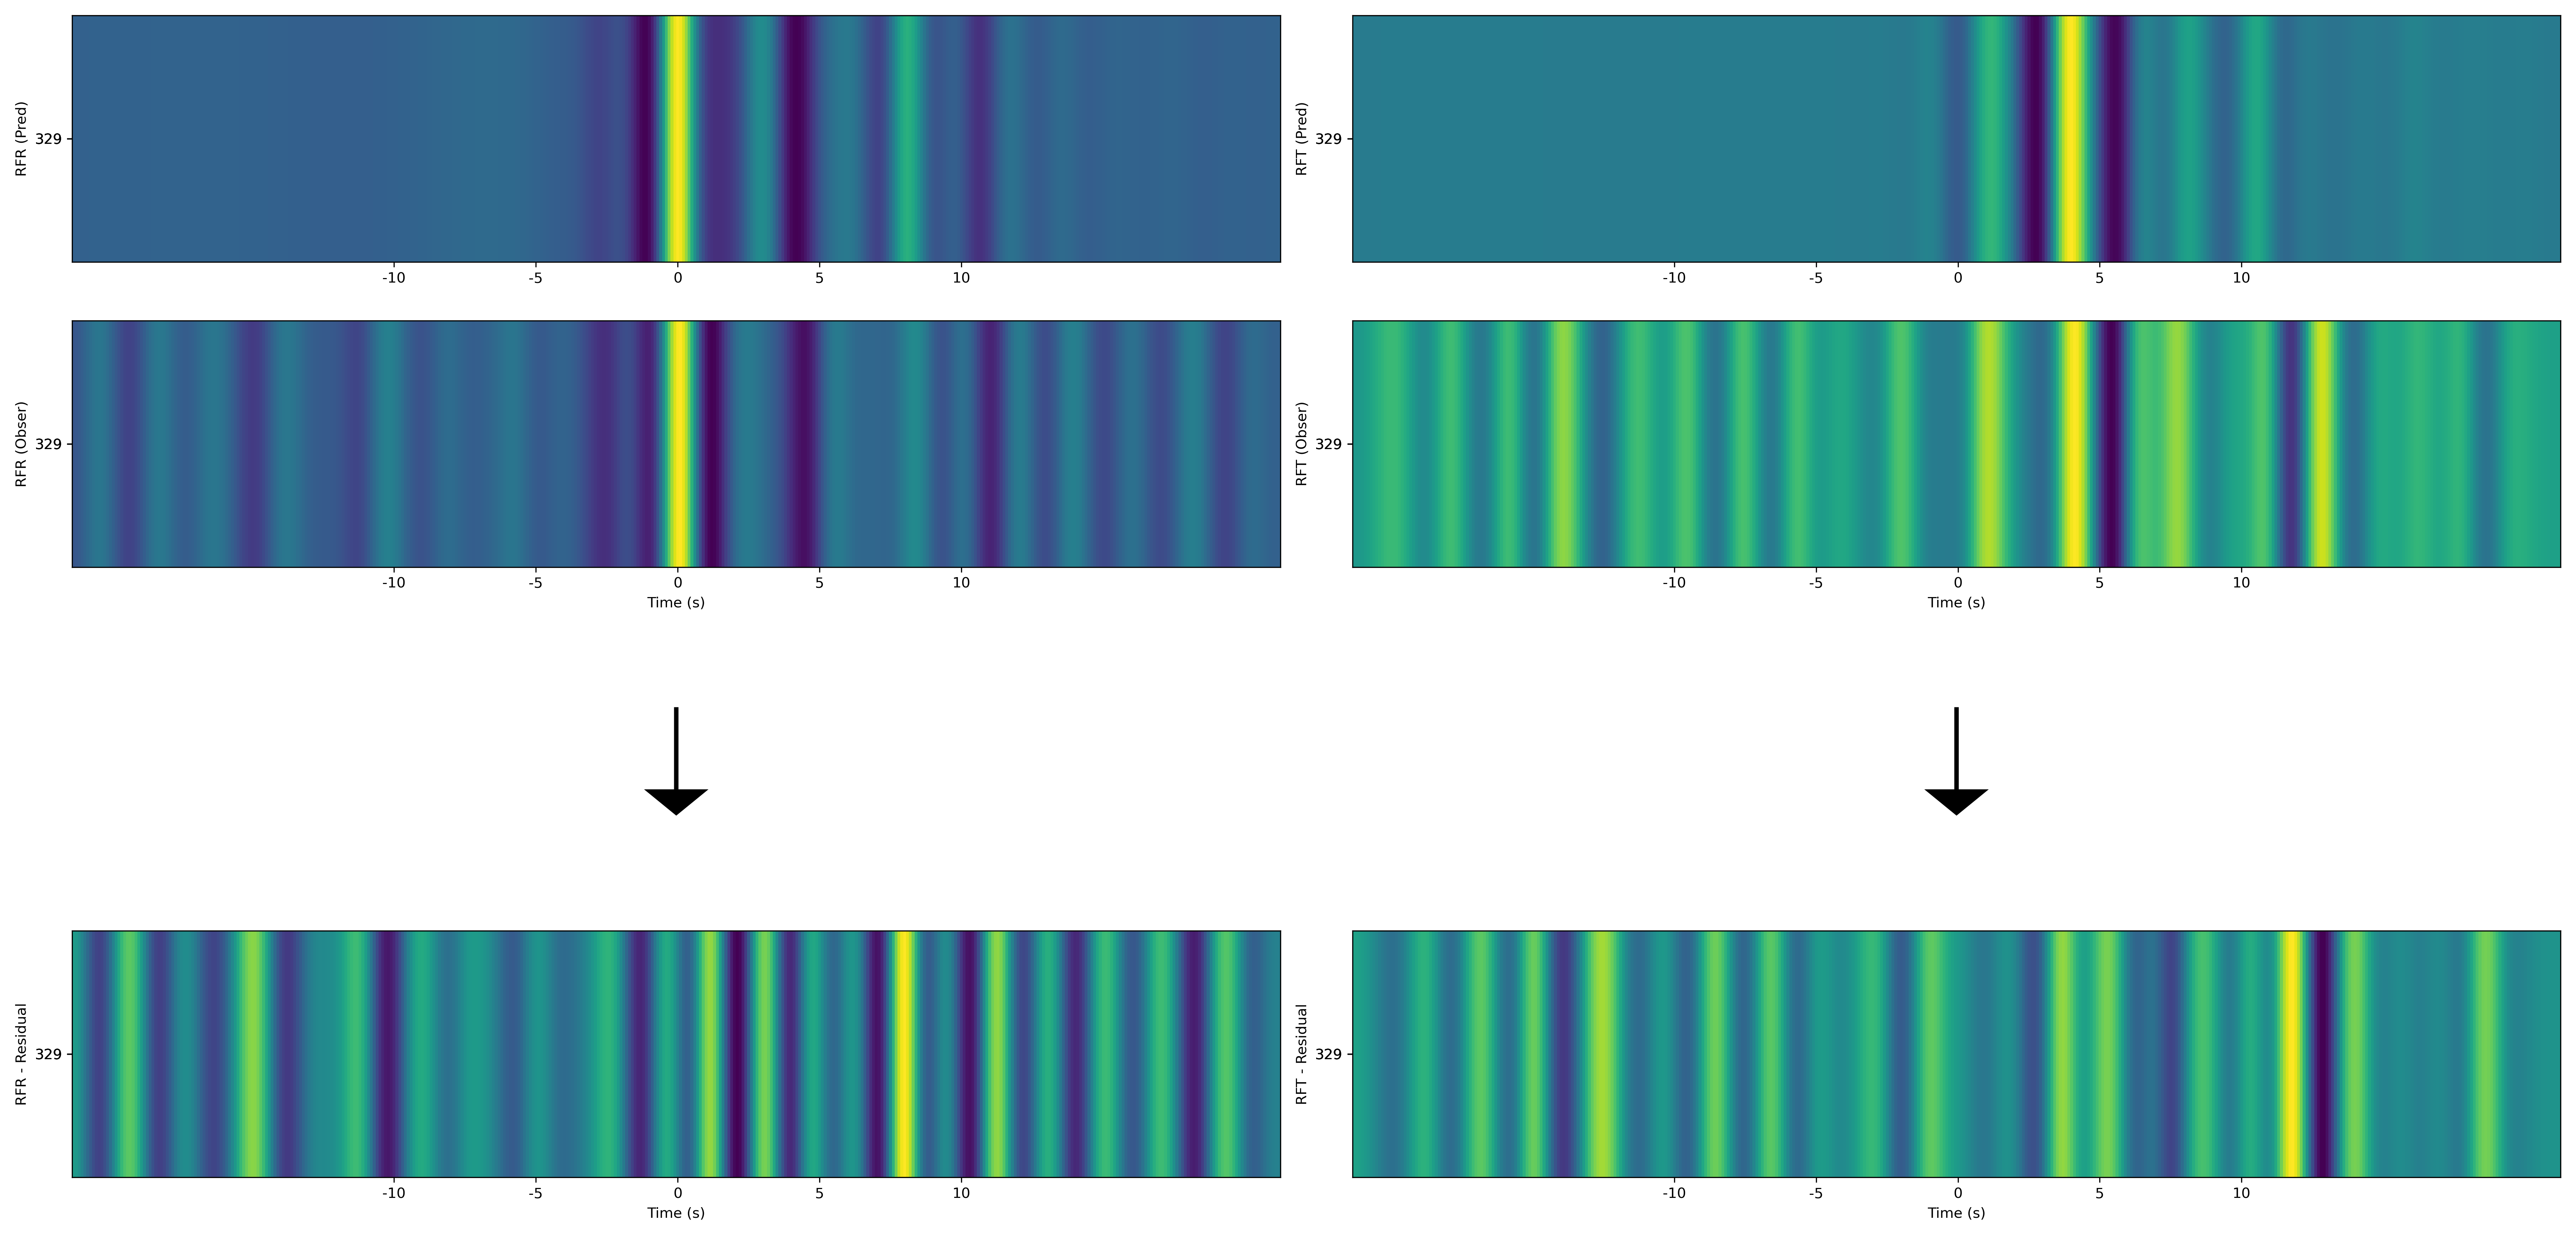 RFR (Pred)
329
-10 -5 0 5 10
RFT (Pred)
329
-10 -5 0 5 10
RFR (Obser)
329
-10 -5 0 5 10
Time (s)
RFT (Obser)
329
-10 -5 0 5 10
Time (s)
RFR - Residual
329
-10 -5 0 5 10
Time (s)
RFT - Residual
329
-10 -5 0 5 10
Time (s)